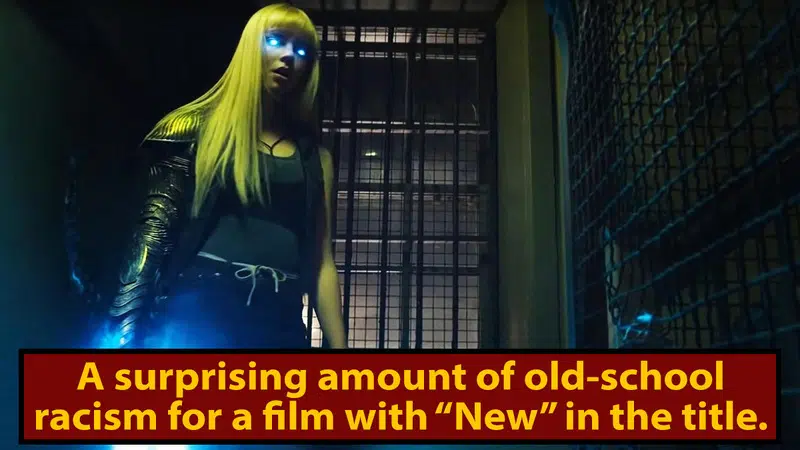 A surprising amount of old-school
racism for a film with “New” in the title.